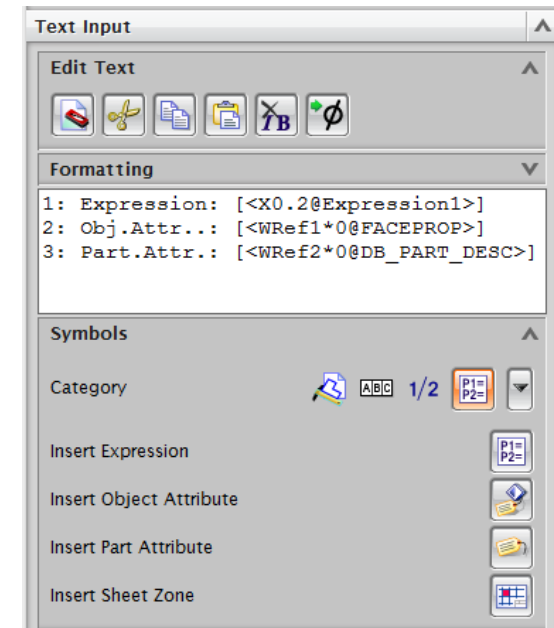 Text Input
Edit Text
Formatting
1: Expression: [<X0.2@Expression1>]
2: Obj.Attr..: [<WRef1*0@FACEPROP>]
3: Part.Attr.: [<WRef2*0@DB_PART_DESC>]
Symbols
Category ABC 1/2 P1= P2=
Insert Expression P1= P2=
Insert Object Attribute
Insert Part Attribute
Insert Sheet Zone